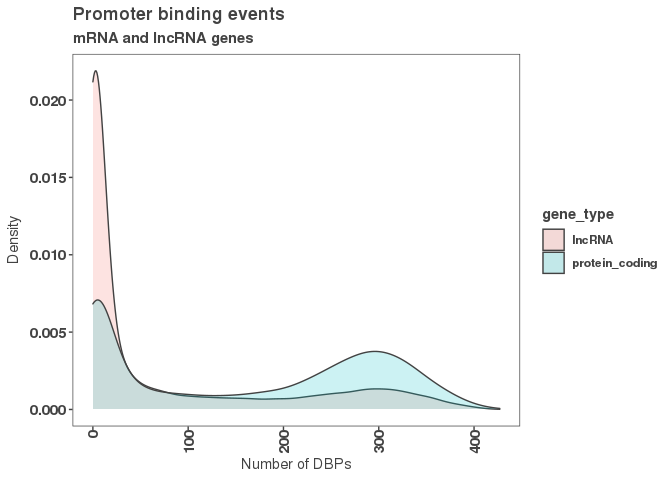 Promoter binding events
mRNA and lncRNA genes
0.020
0.015
0.010
0.005
0.000
Density
0
100
200
300
400
Number of DBPs
gene_type
lncRNA
protein_coding